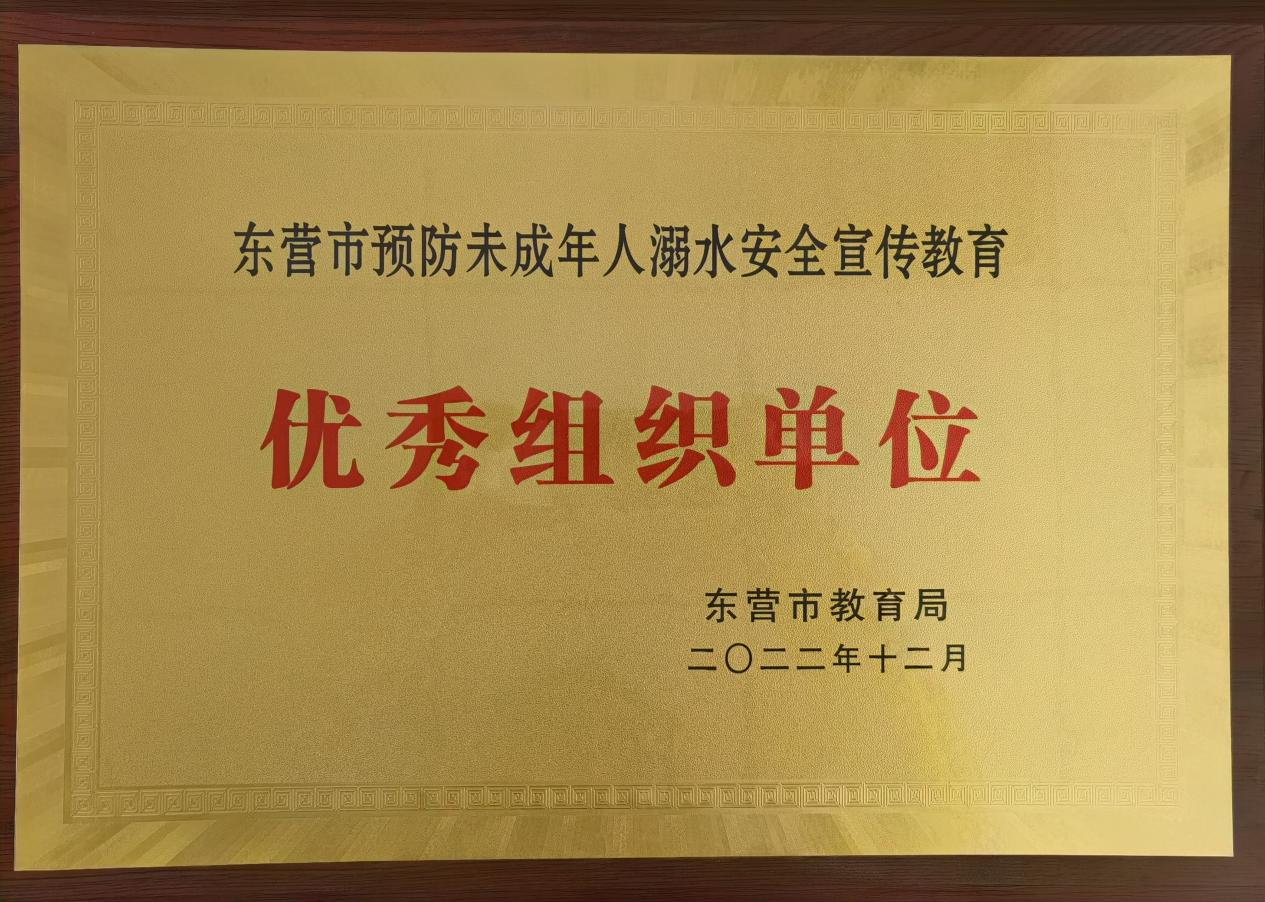 东营市预防未成年人溺水安全宣传教育
优秀组织单位
东营市教育局
二〇二二年十二月